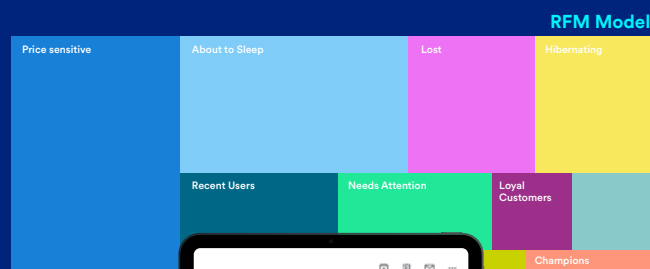 RFM Model
Price sensitive
About to Sleep
Lost
Hibernating
Recent Users
Needs Attention
Loyal
Customers
Champions